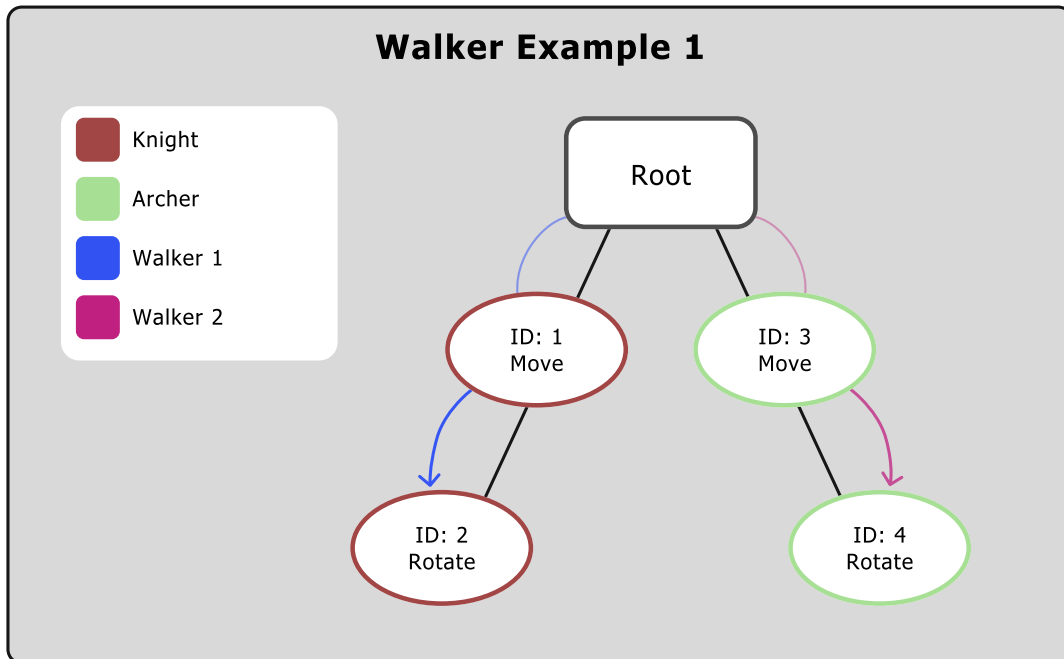 Walker Example 1
Knight
Archer
Walker 1
Walker 2
Root
ID: 1
Move
ID: 3
Move
ID: 2
Rotate
ID: 4
Rotate